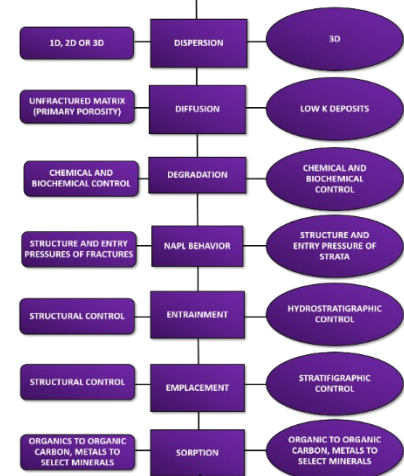 1D, 2D OR 3D
DISPERSION
3D
UNFRACTURED MATRIX
(PRIMARY POROSITY)
DIFFUSION
LOW K DEPOSITS
CHEMICAL AND
BIOCHEMICAL CONTROL
DEGRADATION
CHEMICAL AND
BIOCHEMICAL
CONTROL
STRUCTURE AND ENTRY
PRESSURES OF FRACTURES
NAPL BEHAVIOR
STRUCTURE AND
ENTRY PRESSURE OF
STRATA
STRUCTURAL CONTROL
ENTRAINMENT
HYDROSTRATIGRAPHIC
CONTROL
STRUCTURAL CONTROL
EMPLACEMENT
STRATIFIGRAPHIC
CONTROL
ORGANICS TO ORGANIC
CARBON, METALS TO
SELECT MINERALS
SORPTION
ORGANIC TO ORGANIC
CARBON, METALS TO
SELECT MINERALS